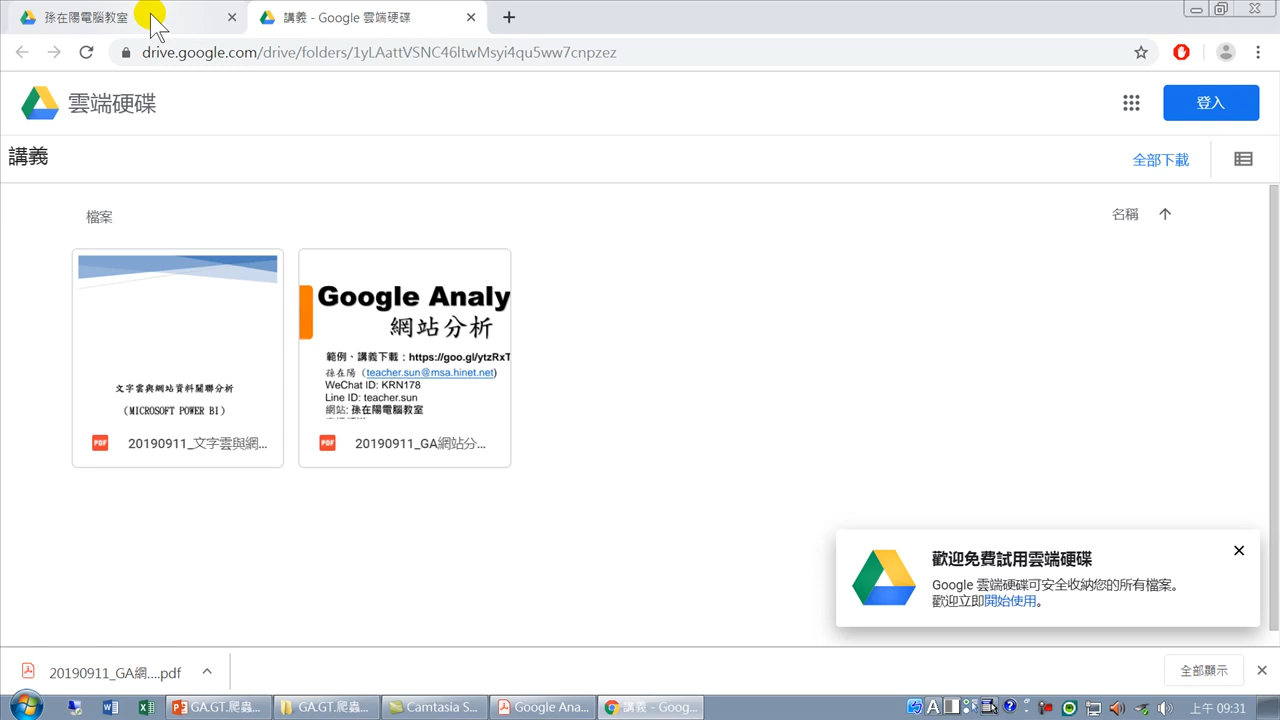 孫在陽電腦教室
講義 - Google 雲端硬碟
drive.google.com/drive/folders/1yLAattVSNC46ltwMsyi4qu5ww7cnpzez
雲端硬碟
登入
講義
全部下載
檔案
名稱
文字雲與網站資料關聯分析
(MICROSOFT POWER BI)
PDF
20190911_文字雲與網...
Google Analy
網站分析
範例、講義下載：https://goo.gl/ytzRxT
孫在陽 (teacher.sun@msa.hinet.net)
WeChat ID: KRN178
Line ID: teacher.sun
網站: 孫在陽電腦教室
PDF
20190911_GA網站分...
歡迎免費試用雲端硬碟
Google 雲端硬碟可安全收納您的所有檔案。
歡迎立即開始使用。
20190911_GA網....pdf
全部顯示
GA.GT.爬蟲...
GA.GT.爬蟲...
Camtasia S...
Google Ana...
講義 - Goog...
A
上午 09:31